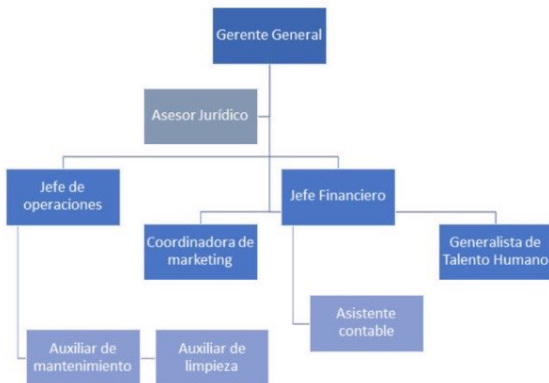 Gerente General
Asesor Jurídico
Jefe de
operaciones
Jefe Financiero
Coordinadora de
marketing
Generalista de
Talento Humano
Asistente
contable
Auxiliar de
mantenimiento
Auxiliar de
limpieza